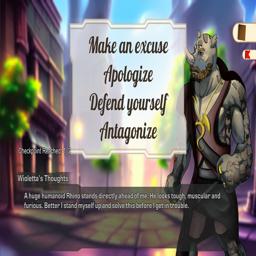 Make an excuse
Apologize
Defend yourself
Antagonize
Checkpoint Reached
Wioletta's Thoughts
A huge humanoid Rhino stands directly ahead of me. He looks tough, muscular and
furious. Better I stand myself up and solve this before I get in trouble.